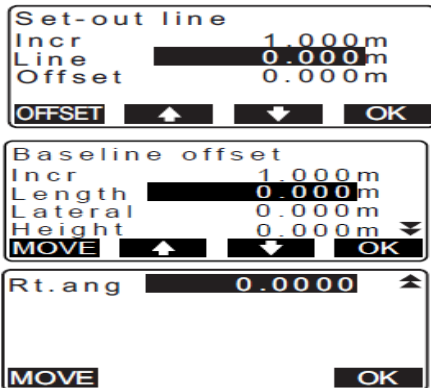 Set-out line
Incr 1.000m
Line 0.000m
Offset 0.000m
OFFSET OK
Baseline offset
Incr 1.000m
Length 0.000m
Lateral 0.000m
Height 0.000m
MOVE OK
Rt.ang 0.0000
MOVE OK